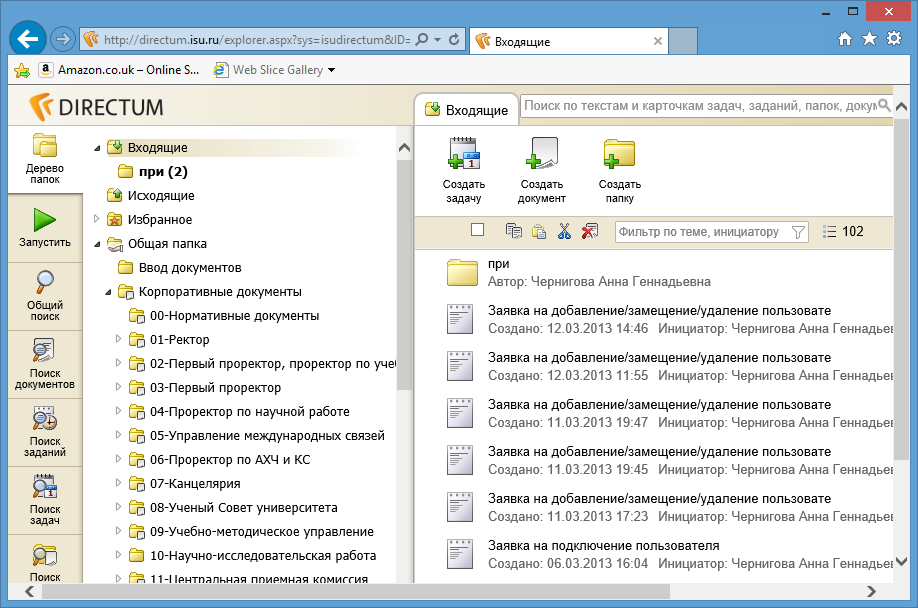 http://directum.isu.ru/explorer.aspx?sys=isudirectum&ID=
Входящие
Amazon.co.uk – Online S...
Web Slice Gallery
DIRECTUM
Входящие
Поиск по текстам и карточкам задач, заданий, папок, докум
Дерево
папок
Запустить
Общий
поиск
Поиск
документов
Поиск
заданий
Поиск
задач
Поиск
Входящие
при (2)
Исходящие
Избранное
Общая папка
Ввод документов
Корпоративные документы
00-Нормативные документы
01-Ректор
02-Первый проректор, проректор по уче
03-Первый проректор
04-Проректор по научной работе
05-Управление международных связей
06-Проректор по АХЧ и КС
07-Канцелярия
08-Ученый Совет университета
09-Учебно-методическое управление
10-Научно-исследовательская работа
11-Центральная приемная комиссия
Создать
задачу
Создать
документ
Создать
папку
Фильтр по теме, инициатору
102
при
Автор: Чернигова Анна Геннадьевна
Заявка на добавление/замещение/удаление пользовате
Создано: 12.03.2013 14:46 Инициатор: Чернигова Анна Геннадьев
Заявка на добавление/замещение/удаление пользовате
Создано: 12.03.2013 11:55 Инициатор: Чернигова Анна Геннадьев
Заявка на добавление/замещение/удаление пользовате
Создано: 11.03.2013 19:47 Инициатор: Чернигова Анна Геннадьев
Заявка на добавление/замещение/удаление пользовате
Создано: 11.03.2013 19:45 Инициатор: Чернигова Анна Геннадьев
Заявка на добавление/замещение/удаление пользовате
Создано: 11.03.2013 17:23 Инициатор: Чернигова Анна Геннадьев
Заявка на подключение пользователя
Создано: 06.03.2013 16:04 Инициатор: Чернигова Анна Геннадьев